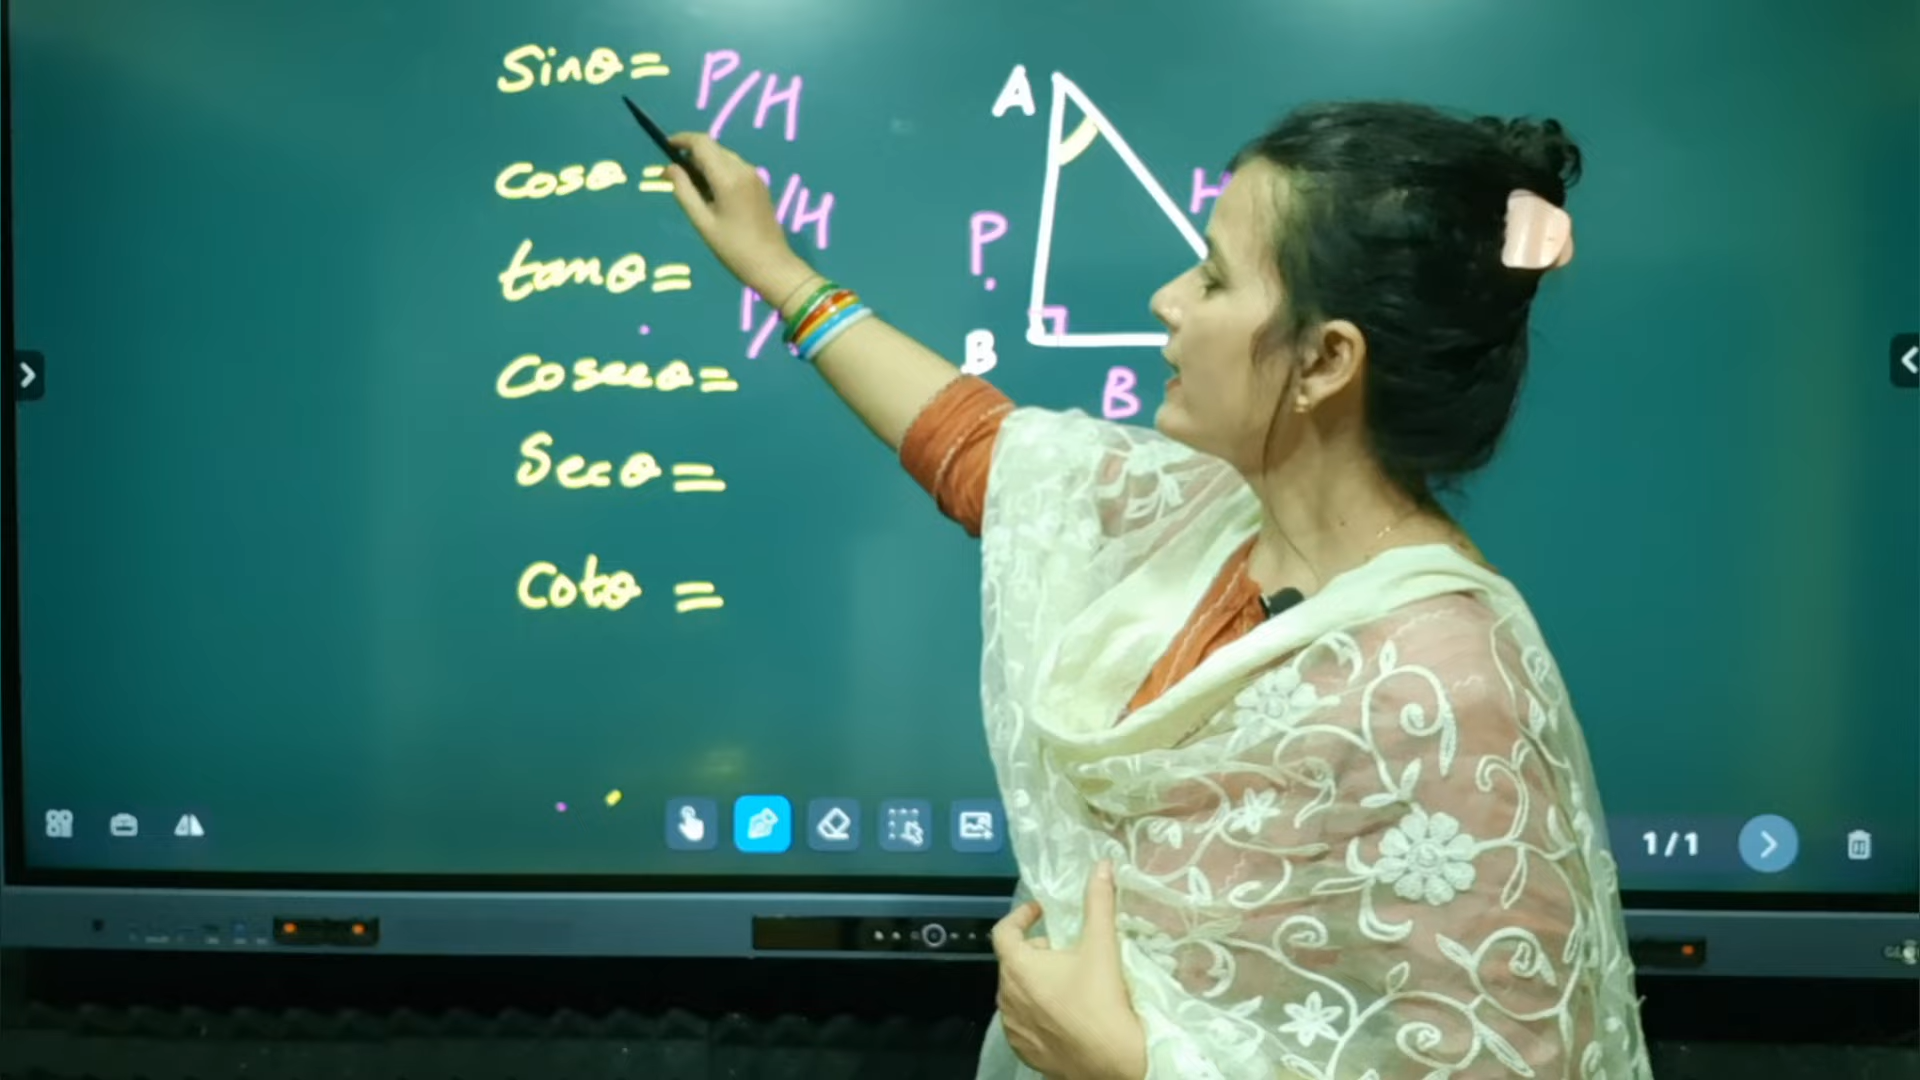 Sinθ = P/H
Cosθ = /H
tanθ =
Cosecθ =
Secθ =
Cotθ =
A
P
H
B
B
1/1